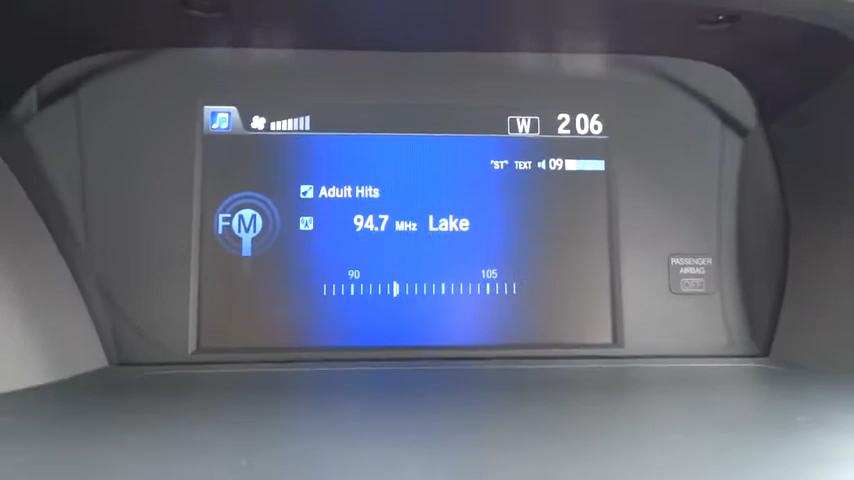 W 2 06
"ST" TEXT 09
Adult Hits
FM
94.7 MHz Lake
90 105
PASSENGER
AIRBAG
OFF